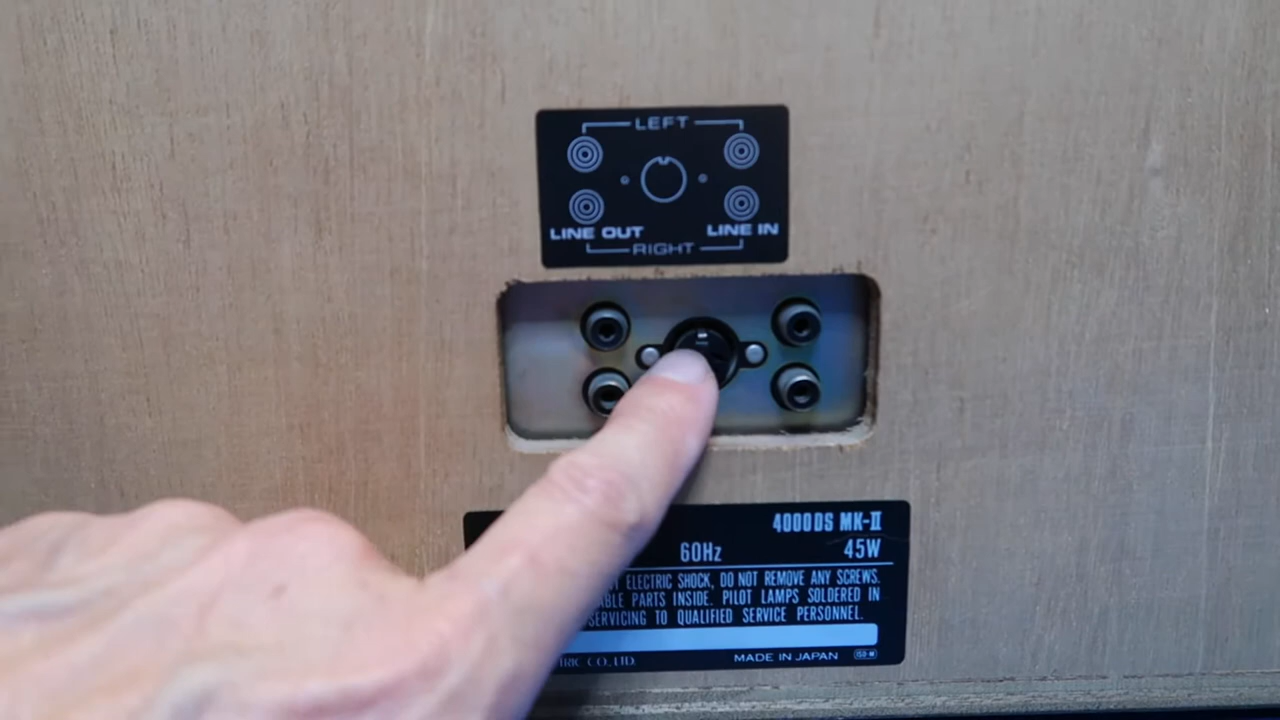 LEFT
LINE OUT
LINE IN
RIGHT
4000DS MK-II
60Hz
45W
ELECTRIC SHOCK, DO NOT REMOVE ANY SCREWS.
PARTS INSIDE. PILOT LAMPS SOLDERED IN
SERVICING TO QUALIFIED SERVICE PERSONNEL.
CO., LTD.
MADE IN JAPAN